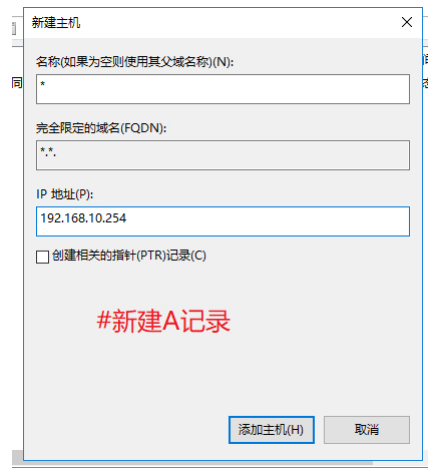 新建主机
名称(如果为空则使用其父域名称)(N):
*
完全限定的域名(FQDN):
*.*.
IP 地址(P):
192.168.10.254
创建相关的指针(PTR)记录(C)
#新建A记录
添加主机(H)
取消
同